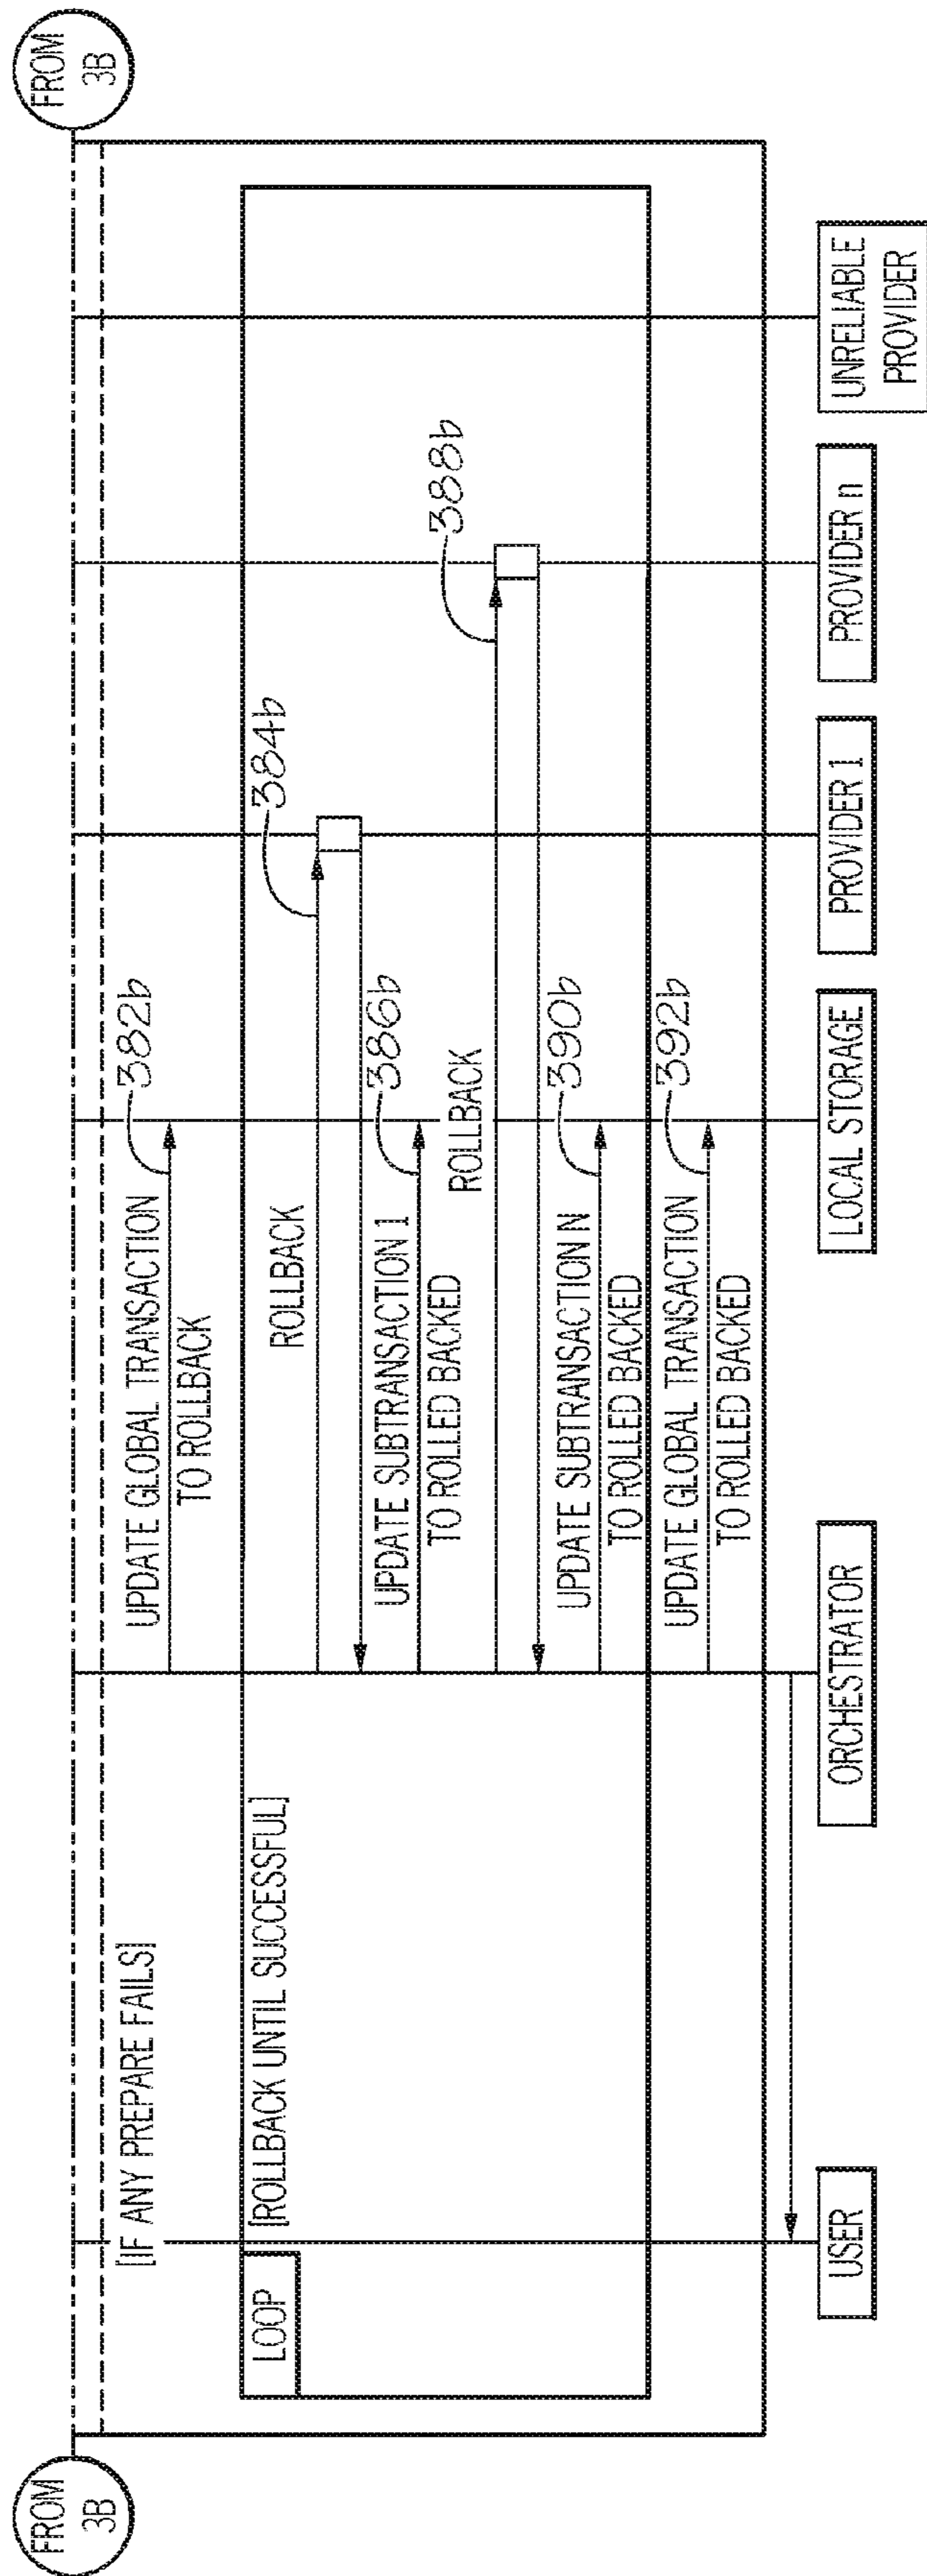 FROM
3B
FROM
3B
[IF ANY PREPARE FAILS]
UPDATE GLOBAL TRANSACTION
TO ROLLBACK
382b
LOOP
[ROLLBACK UNTIL SUCCESSFUL]
ROLLBACK
384b
UPDATE SUBTRANSACTION 1
TO ROLLED BACKED
386b
ROLLBACK
388b
UPDATE SUBTRANSACTION N
TO ROLLED BACKED
390b
UPDATE GLOBAL TRANSACTION
TO ROLLED BACKED
392b
USER
ORCHESTRATOR
LOCAL STORAGE
PROVIDER 1
PROVIDER n
UNRELIABLE
PROVIDER